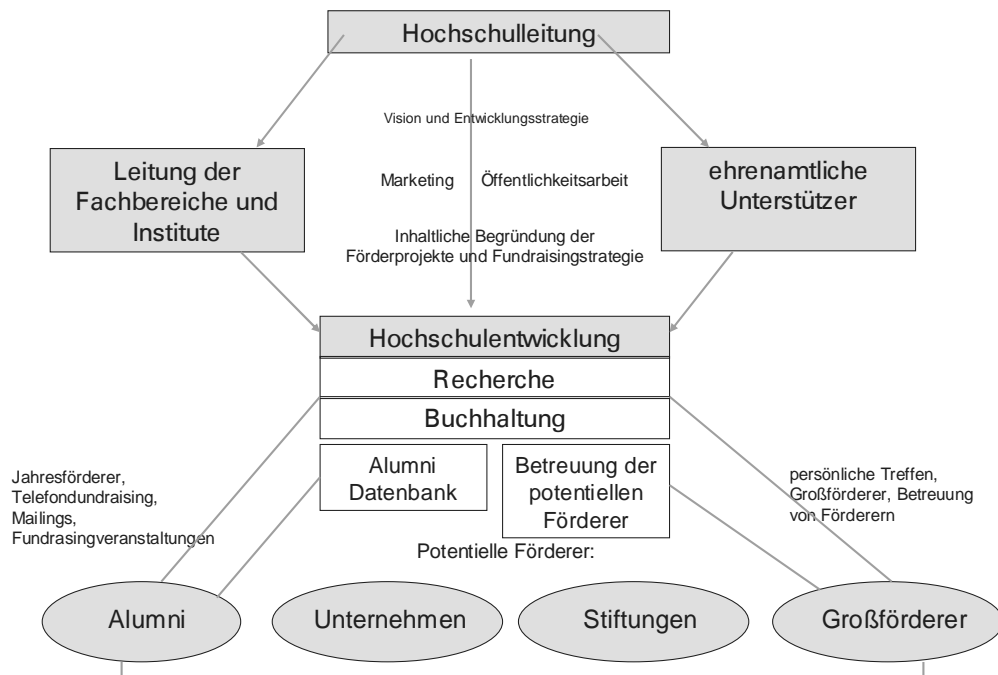 Hochschulleitung
Vision und Entwicklungsstrategie
Leitung der
Fachbereiche und
Institute
Marketing
Öffentlichkeitsarbeit
ehrenamtliche
Unterstützer
Inhaltliche Begründung der
Förderprojekte und Fundraisingstrategie
Hochschulentwicklung
Recherche
Buchhaltung
Jahresförderer,
Telefondundraising,
Mailings,
Fundrasingveranstaltungen
Alumni
Datenbank
Betreuung der
potentiellen
Förderer
persönliche Treffen,
Großförderer, Betreuung
von Förderern
Potentielle Förderer:
Alumni
Unternehmen
Stiftungen
Großförderer